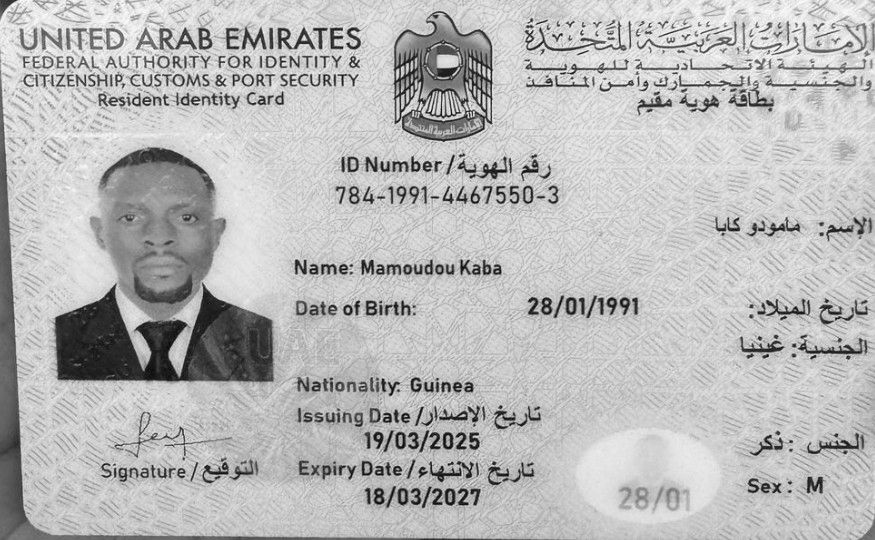 UNITED ARAB EMIRATES
FEDERAL AUTHORITY FOR IDENTITY &
CITIZENSHIP, CUSTOMS & PORT SECURITY
Resident Identity Card
الإمارات العربية المتحدة
الهيئة الاتحادية للهوية
والجنسية والجمارك وأمن المنافذ
بطاقة هوية مقيم
ID Number / رقم الهوية
784-1991-4467550-3
الإسم: مامودو كابا
Name: Mamoudou Kaba
Date of Birth: 28/01/1991 تاريخ الميلاد:
الجنسية: غينيا
Nationality: Guinea
Issuing Date / تاريخ الإصدار
19/03/2025
Expiry Date / تاريخ الانتهاء
18/03/2027
الجنس: ذكر
Sex: M
Signature / التوقيع
28/01